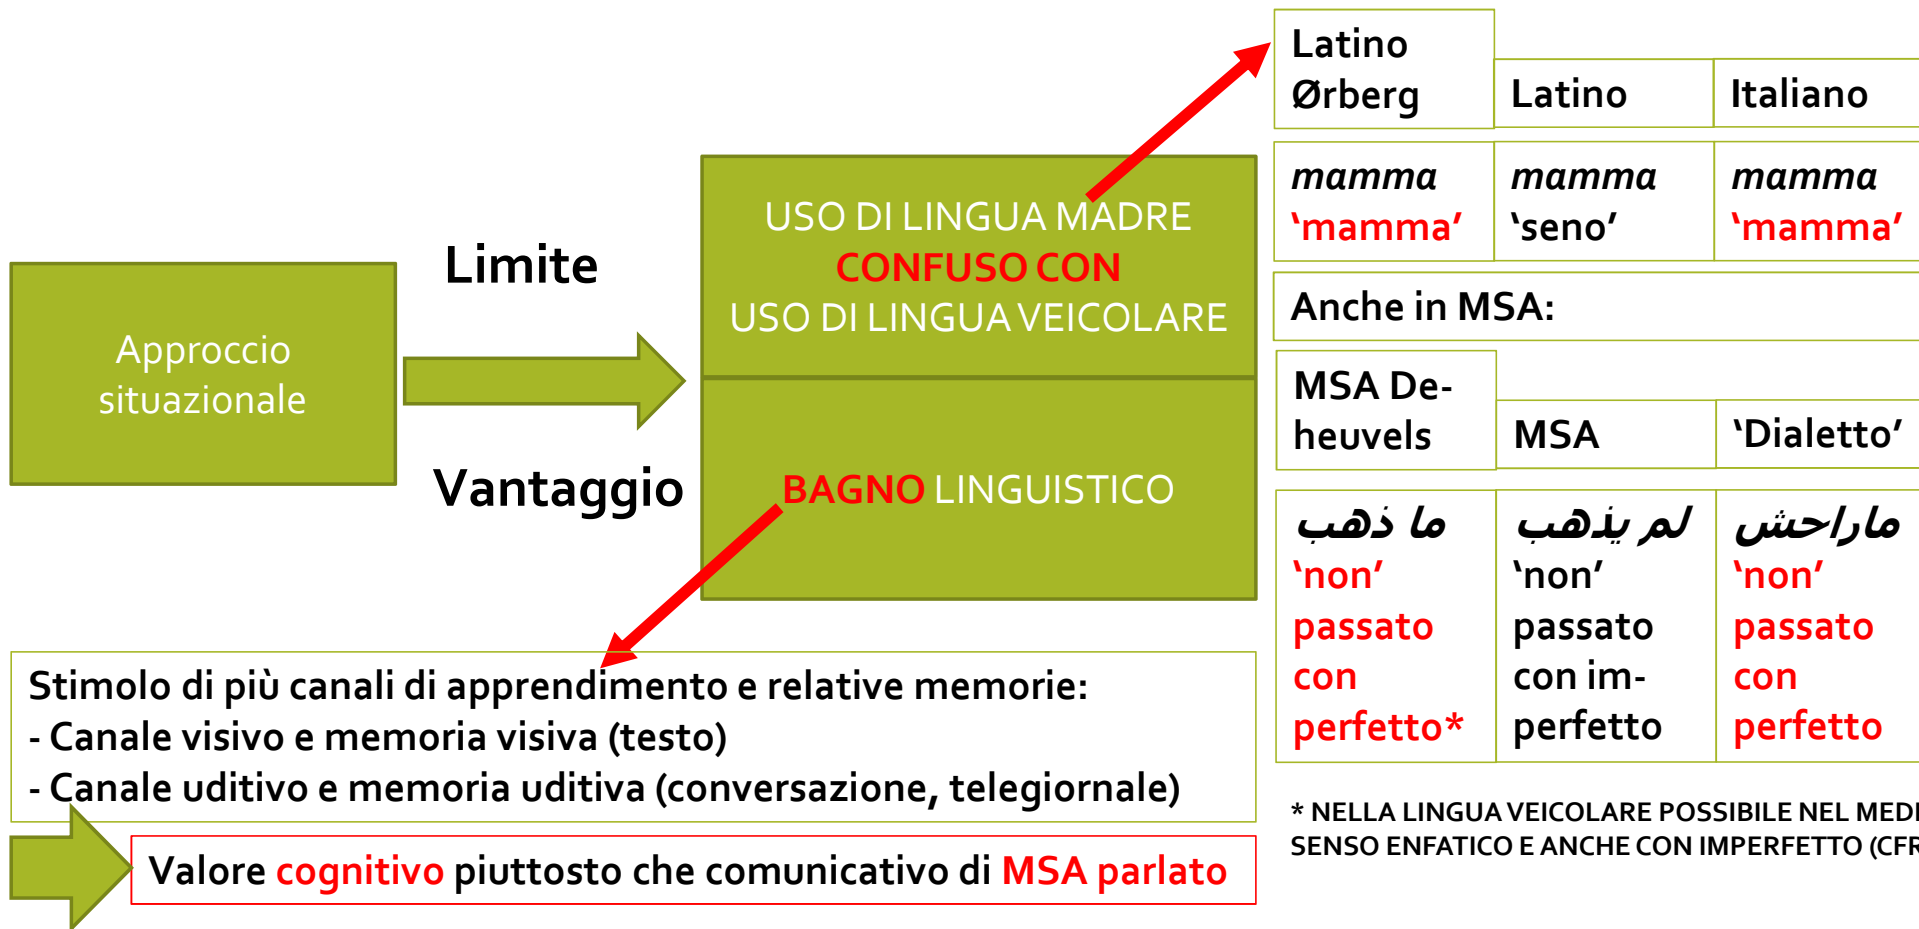 Approccio
situazionale
Limite
Vantaggio
USO DI LINGUA MADRE
CONFUSO CON
USO DI LINGUA VEICOLARE
BAGNO LINGUISTICO
Latino
Ørberg
Latino
Italiano
mamma
‘mamma’
mamma
‘seno’
mamma
‘mamma’
Anche in MSA:
MSA De-
heuvels
MSA
‘Dialetto’
ما ذهب
‘non’
passato
con
perfetto*
لم يذهب
‘non’
passato
con im-
perfetto
ماراحش
‘non’
passato
con
perfetto
* NELLA LINGUA VEICOLARE POSSIBILE NEL
SENSO ENFATICO E ANCHE CON IMPERFETTO (CFR
Stimolo di più canali di apprendimento e relative memorie:
- Canale visivo e memoria visiva (testo)
- Canale uditivo e memoria uditiva (conversazione, telegiornale)
Valore cognitivo piuttosto che comunicativo di MSA parlato